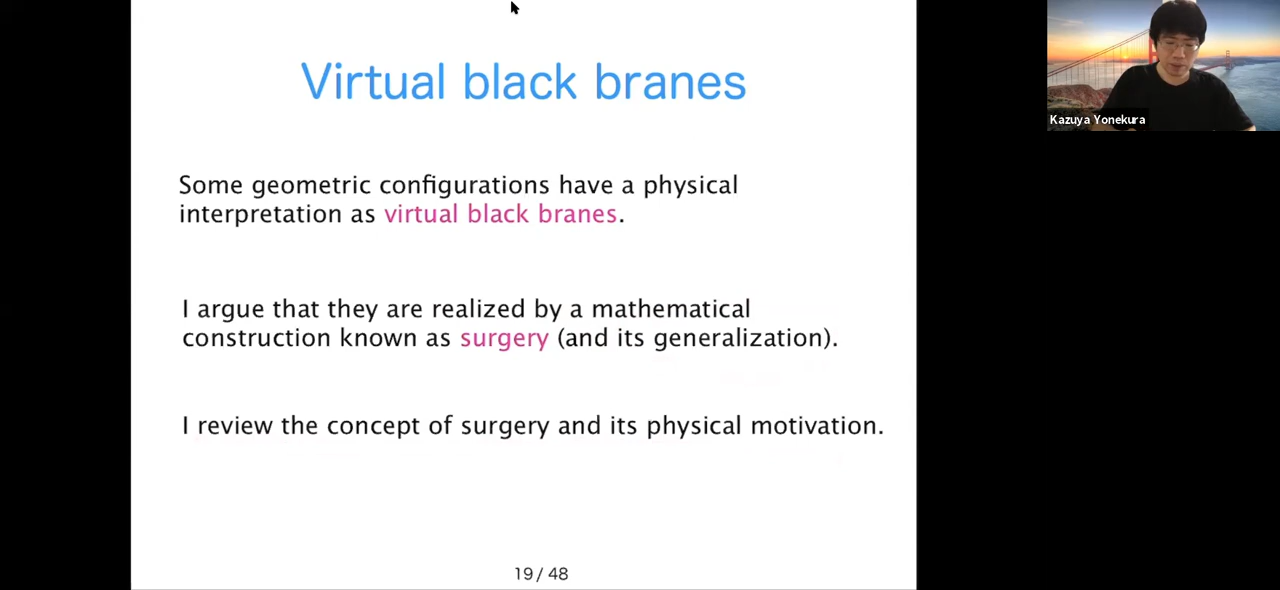 Virtual black branes
Some geometric configurations have a physical
interpretation as virtual black branes.
I argue that they are realized by a mathematical
construction known as surgery (and its generalization).
I review the concept of surgery and its physical motivation.
19 / 48
Kazuya Yonekura